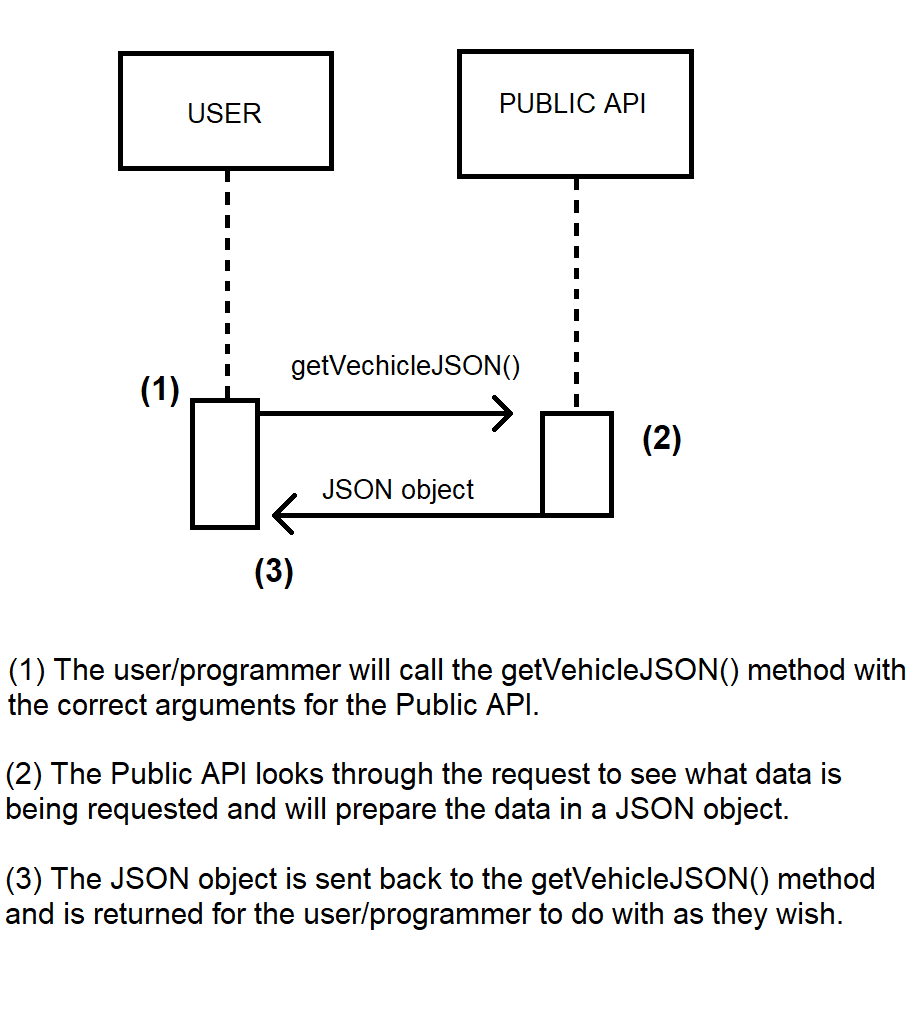 USER
PUBLIC API
getVechicleJSON()
(1)
(2)
JSON object
(3)
(1) The user/programmer will call the getVehicleJSON() method with
the correct arguments for the Public API.
(2) The Public API looks through the request to see what data is
being requested and will prepare the data in a JSON object.
(3) The JSON object is sent back to the getVehicleJSON() method
and is returned for the user/programmer to do with as they wish.